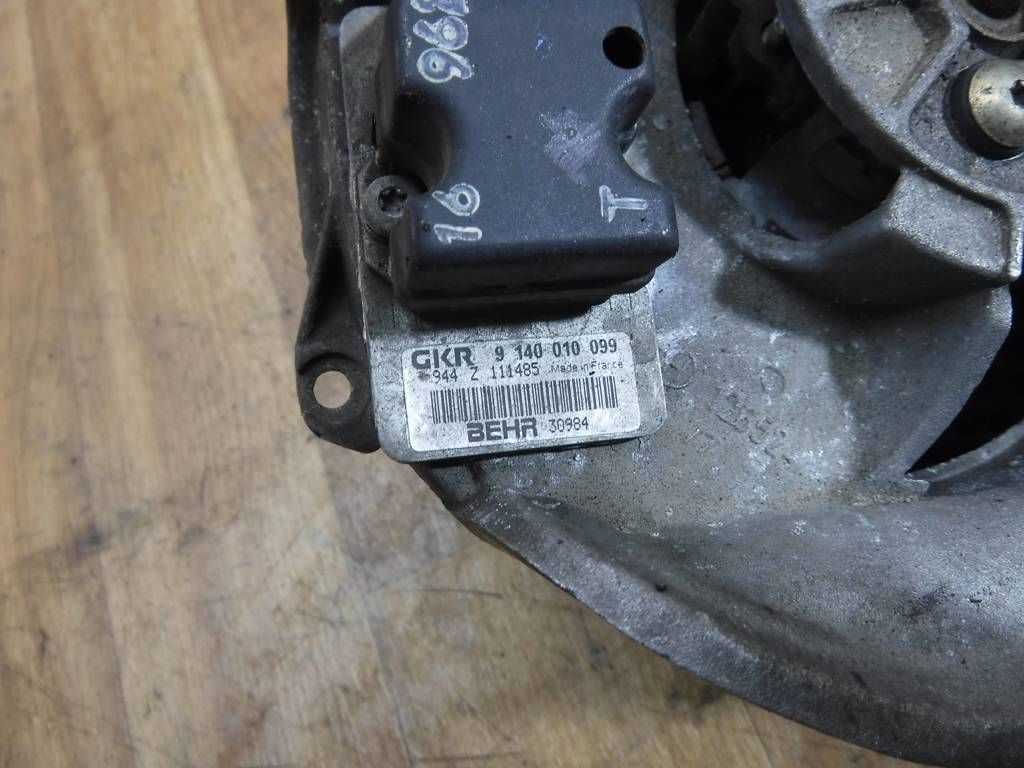 16
T
GKR 9 140 010 099
944 Z 111485 Made in France
BEHR 30984